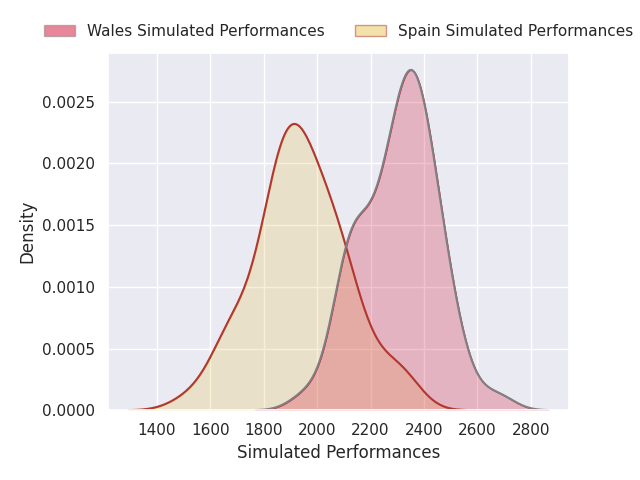 Wales Simulated Performances Spain Simulated Performances
0.0025
0.0020
0.0015
0.0010
0.0005
0.0000
Density
1400 1600 1800 2000 2200 2400 2600 2800
Simulated Performances